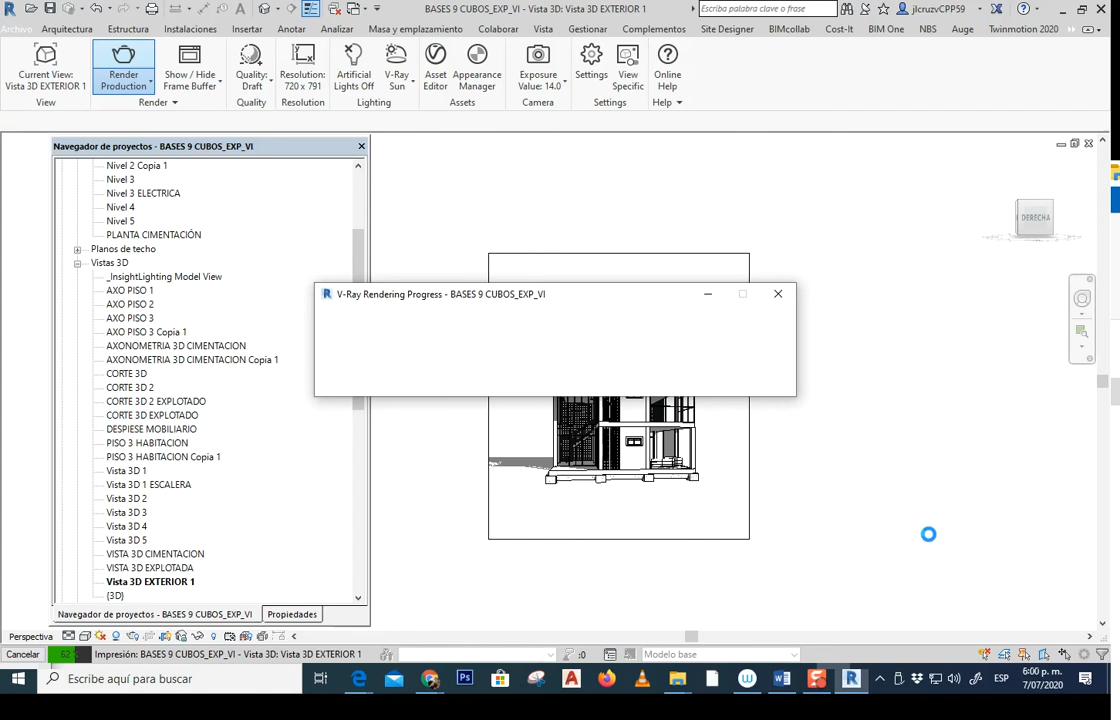 BASES 9 CUBOS_EXP_VI - Vista 3D: Vista 3D EXTERIOR 1
Escriba palabra clave o frase
jlcruzvCPP59
Archivo Arquitectura Estructura Instalaciones Insertar Anotar Analizar Masa y emplazamiento Colaborar Vista Gestionar Complementos Site Designer BIMcollab Cost-It BIM One NBS Auge Twinmotion 2020
Current View:
Vista 3D EXTERIOR 1
View
Render
Production
Show / Hide
Frame Buffer
Render
Quality:
Draft
Quality
Resolution:
720 x 791
Resolution
Artificial
Lights Off
V-Ray
Sun
Lighting
Asset
Editor
Appearance
Manager
Assets
Exposure
Value: 14.0
Camera
Settings
View
Specific
Settings
Online
Help
Help
Navegador de proyectos - BASES 9 CUBOS_EXP_VI
Nivel 2 Copia 1
Nivel 3
Nivel 3 ELECTRICA
Nivel 4
Nivel 5
PLANTA CIMENTACIÓN
Planos de techo
Vistas 3D
_InsightLighting Model View
AXO PISO 1
AXO PISO 2
AXO PISO 3
AXO PISO 3 Copia 1
AXONOMETRIA 3D CIMENTACION
AXONOMETRIA 3D CIMENTACION Copia 1
CORTE 3D
CORTE 3D 2
CORTE 3D 2 EXPLOTADO
CORTE 3D EXPLOTADO
DESPIESE MOBILIARIO
PISO 3 HABITACION
PISO 3 HABITACION Copia 1
Vista 3D 1
Vista 3D 1 ESCALERA
Vista 3D 2
Vista 3D 3
Vista 3D 4
Vista 3D 5
VISTA 3D CIMENTACION
VISTA 3D EXPLOTADA
Vista 3D EXTERIOR 1
{3D}
Navegador de proyectos - BASES 9 CUBOS_EXP_VI
Propiedades
DERECHA
V-Ray Rendering Progress - BASES 9 CUBOS_EXP_VI
Perspectiva
Cancelar 62 Impresión: BASES 9 CUBOS_EXP_VI - Vista 3D: Vista 3D EXTERIOR 1
:0
Modelo base
Escribe aquí para buscar
ESP
6:00 p. m.
7/07/2020